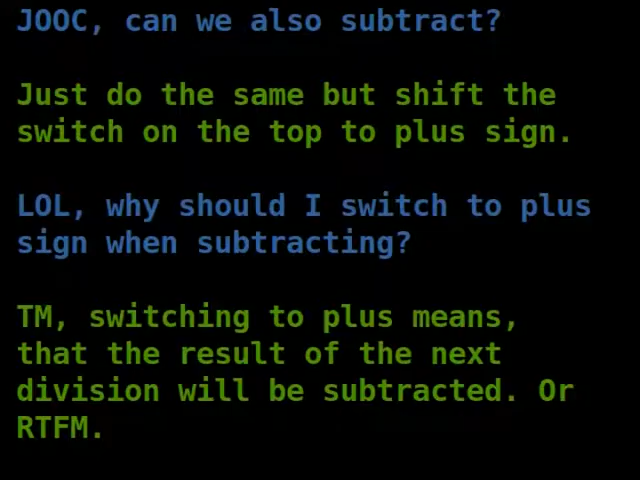 JOOC, can we also subtract?
Just do the same but shift the
switch on the top to plus sign.
LOL, why should I switch to plus
sign when subtracting?
TM, switching to plus means,
that the result of the next
division will be subtracted. Or
RTFM.